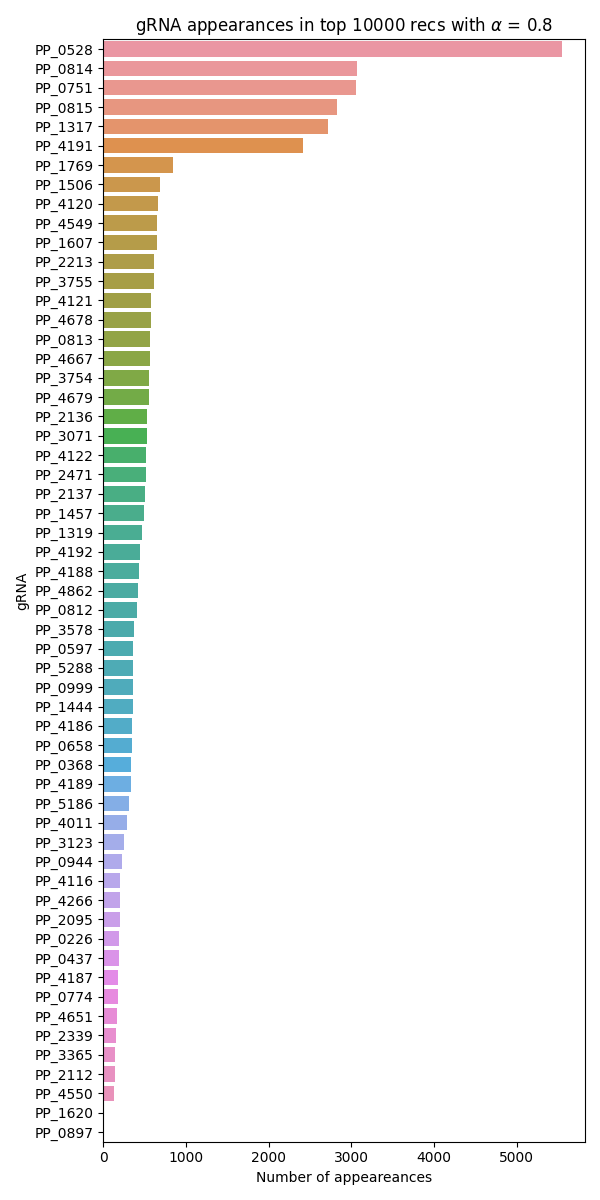 gRNA appearances in top 10000 recs with α = 0.8
PP_0528
PP_0814
PP_0751
PP_0815
PP_1317
PP_4191
PP_1769
PP_1506
PP_4120
PP_4549
PP_1607
PP_2213
PP_3755
PP_4121
PP_4678
PP_0813
PP_4667
PP_3754
PP_4679
PP_2136
PP_3071
PP_4122
PP_2471
PP_2137
PP_1457
PP_1319
PP_4192
PP_4188
PP_4862
PP_0812
PP_3578
PP_0597
PP_5288
PP_0999
PP_1444
PP_4186
PP_0658
PP_0368
PP_4189
PP_5186
PP_4011
PP_3123
PP_0944
PP_4116
PP_4266
PP_2095
PP_0226
PP_0437
PP_4187
PP_0774
PP_4651
PP_2339
PP_3365
PP_2112
PP_4550
PP_1620
PP_0897
gRNA
0 1000 2000 3000 4000 5000
Number of appeareances